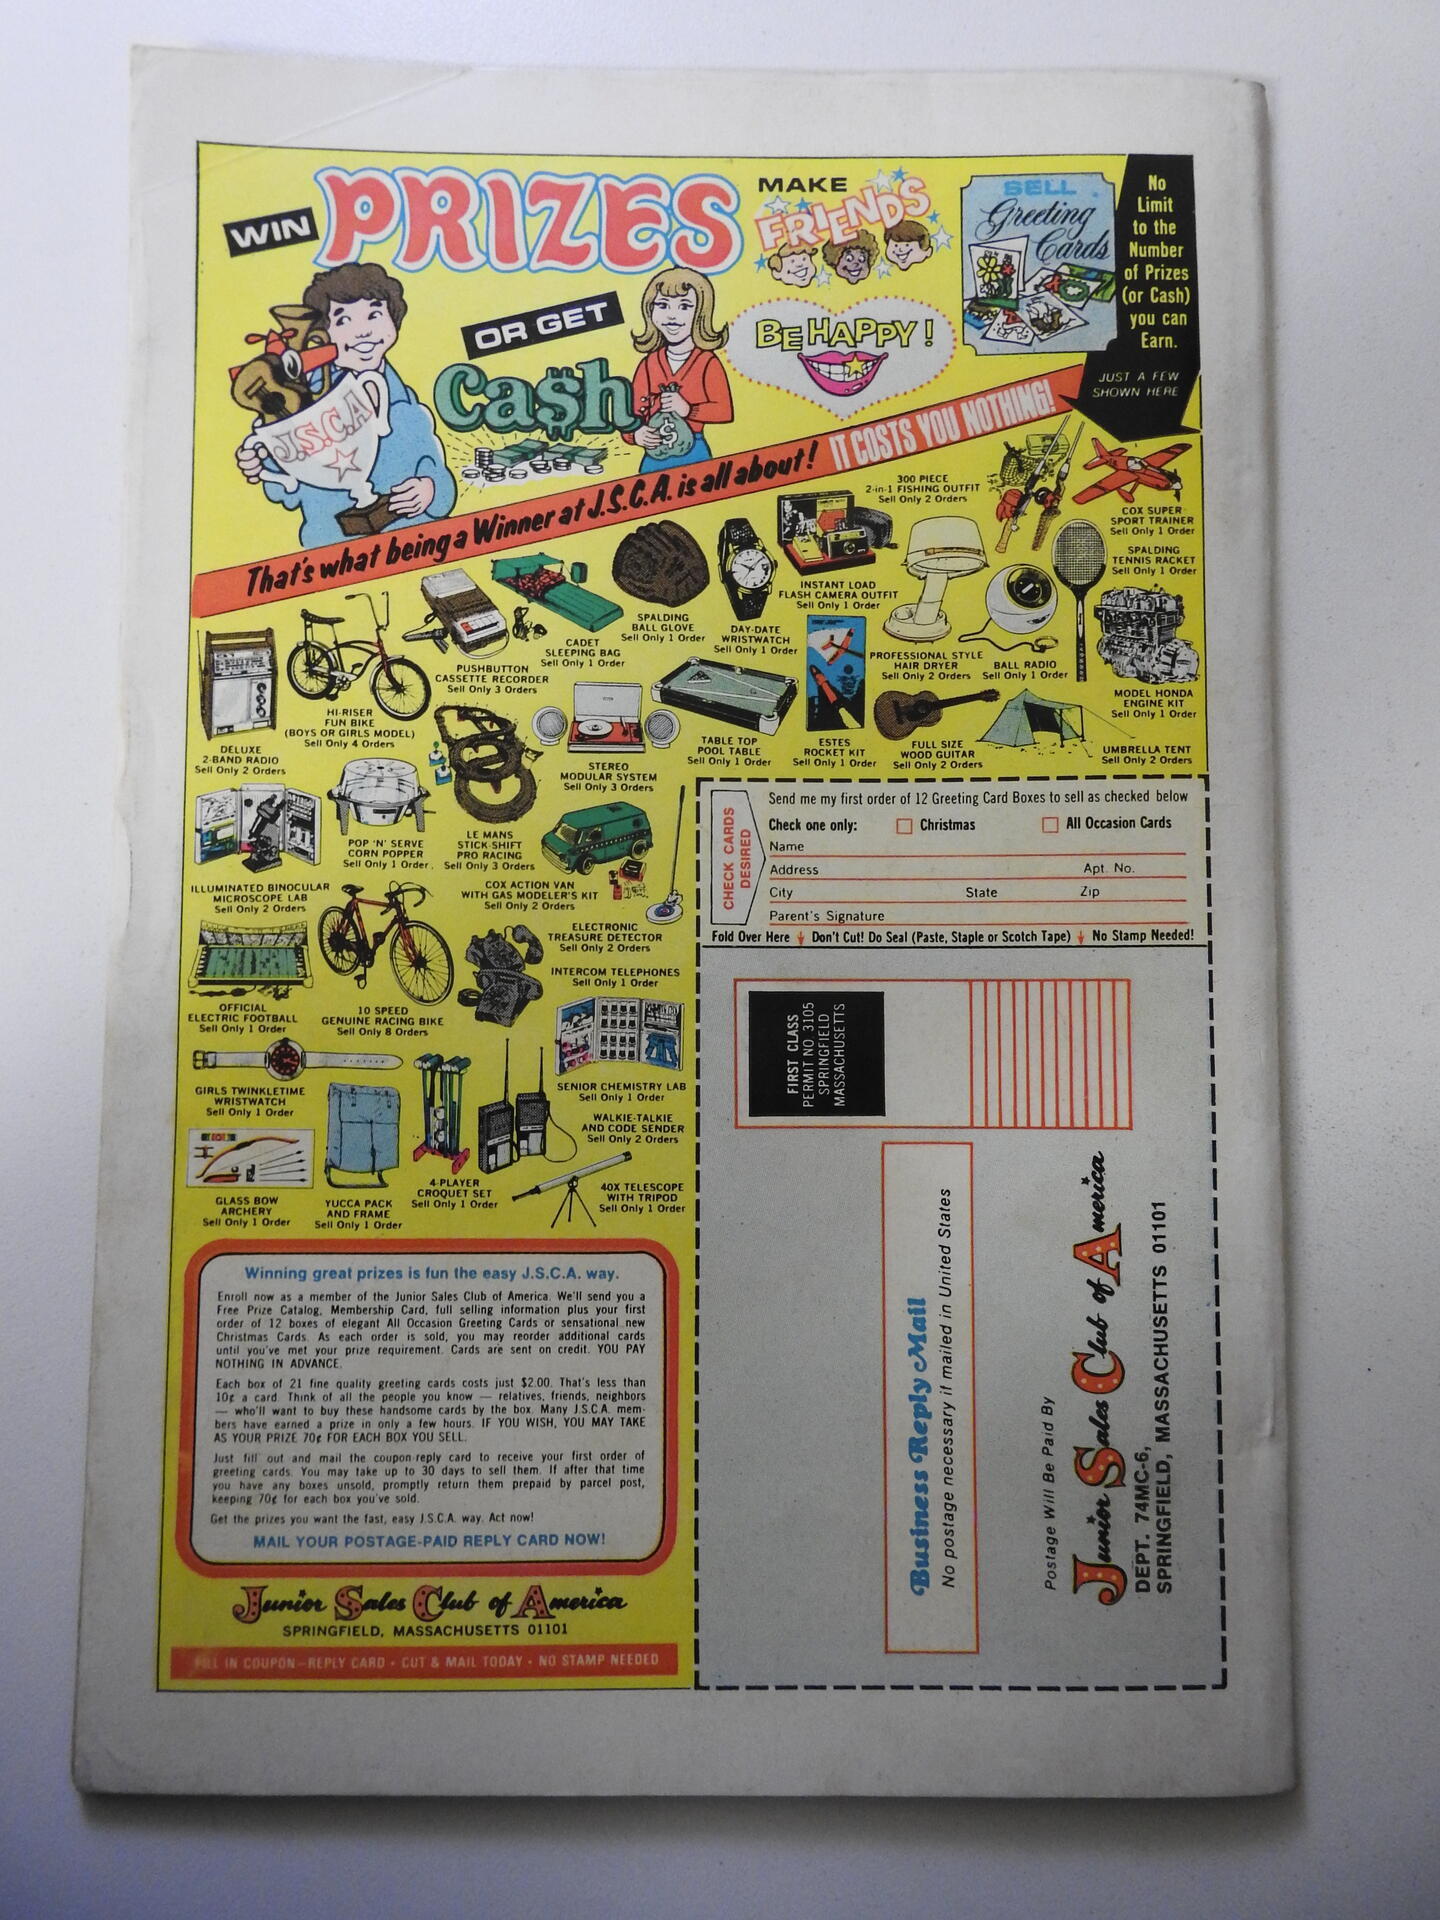 WIN PRIZES
MAKE
FRIENDS
SELL
Greeting
Cards
No
Limit
to the
Number
of Prizes
(or Cash)
you can
Earn.
JUST A FEW
SHOWN HERE
OR GET
Cash
BE HAPPY!
J.S.C.A
$
That's what being a Winner at J.S.C.A. is all about! IT COSTS YOU NOTHING!
300 PIECE
2-in-1 FISHING OUTFIT
Sell Only 2 Orders
COX SUPER
SPORT TRAINER
Sell Only 1 Order
SPALDING
TENNIS RACKET
Sell Only 1 Order
INSTANT LOAD
FLASH CAMERA OUTFIT
Sell Only 1 Order
SPALDING
BALL GLOVE
Sell Only 1 Order
DAY-DATE
WRISTWATCH
Sell Only 1 Order
CADET
SLEEPING BAG
Sell Only 1 Order
PUSHBUTTON
CASSETTE RECORDER
Sell Only 3 Orders
PROFESSIONAL STYLE
HAIR DRYER
Sell Only 2 Orders
BALL RADIO
Sell Only 1 Order
MODEL HONDA
ENGINE KIT
Sell Only 1 Order
HI-RISER
FUN BIKE
(BOYS OR GIRLS MODEL)
Sell Only 4 Orders
DELUXE
2-BAND RADIO
Sell Only 2 Orders
STEREO
MODULAR SYSTEM
Sell Only 3 Orders
TABLE TOP
POOL TABLE
Sell Only 1 Order
ESTES
ROCKET KIT
Sell Only 1 Order
FULL SIZE
WOOD GUITAR
Sell Only 2 Orders
UMBRELLA TENT
Sell Only 2 Orders
POP 'N' SERVE
CORN POPPER
Sell Only 1 Order.
LE MANS
STICK-SHIFT
PRO RACING
Sell Only 3 Orders
ILLUMINATED BINOCULAR
MICROSCOPE LAB
Sell Only 2 Orders
COX ACTION VAN
WITH GAS MODELER'S KIT
Sell Only 2 Orders
ELECTRONIC
TREASURE DETECTOR
Sell Only 2 Orders
INTERCOM TELEPHONES
Sell Only 1 Order
OFFICIAL
ELECTRIC FOOTBALL
Sell Only 1 Order
10 SPEED
GENUINE RACING BIKE
Sell Only 8 Orders
GIRLS TWINKLETIME
WRISTWATCH
Sell Only 1 Order
SENIOR CHEMISTRY LAB
Sell Only 1 Order
WALKIE-TALKIE
AND CODE SENDER
Sell Only 2 Orders
GLASS BOW
ARCHERY
Sell Only 1 Order
YUCCA PACK
AND FRAME
Sell Only 1 Order
4-PLAYER
CROQUET SET
Sell Only 1 Order
40X TELESCOPE
WITH TRIPOD
Sell Only 1 Order
Winning great prizes is fun the easy J.S.C.A. way.
Enroll now as a member of the Junior Sales Club of America. We'll send you a
Free Prize Catalog, Membership Card, full selling information plus your first
order of 12 boxes of elegant All Occasion Greeting Cards or sensational new
Christmas Cards. As each order is sold, you may reorder additional cards
until you've met your prize requirement. Cards are sent on credit. YOU PAY
NOTHING IN ADVANCE.
Each box of 21 fine quality greeting cards costs just $2.00. That's less than
10¢ a card. Think of all the people you know — relatives, friends, neighbors
— who'll want to buy these handsome cards by the box. Many J.S.C.A. mem-
bers have earned a prize in only a few hours. IF YOU WISH, YOU MAY TAKE
AS YOUR PRIZE 70¢ FOR EACH BOX YOU SELL.
Just fill out and mail the coupon-reply card to receive your first order of
greeting cards. You may take up to 30 days to sell them. If after that time
you have any boxes unsold, promptly return them prepaid by parcel post,
keeping 70¢ for each box you've sold.
Get the prizes you want the fast, easy J.S.C.A. way. Act now!
MAIL YOUR POSTAGE-PAID REPLY CARD NOW!
Junior Sales Club of America
SPRINGFIELD, MASSACHUSETTS 01101
FILL IN COUPON—REPLY CARD • CUT & MAIL TODAY • NO STAMP NEEDED
CHECK CARDS
DESIRED
Send me my first order of 12 Greeting Card Boxes to sell as checked below
Check one only: Christmas All Occasion Cards
Name
Address Apt. No.
City State Zip
Parent's Signature
Fold Over Here Don't Cut! Do Seal (Paste, Staple or Scotch Tape) No Stamp Needed!
FIRST CLASS
PERMIT NO. 3105
SPRINGFIELD
MASSACHUSETTS
Business Reply Mail
No postage necessary if mailed in United States
Postage Will Be Paid By
Junior Sales Club of America
DEPT. 74MC-6,
SPRINGFIELD, MASSACHUSETTS 01101